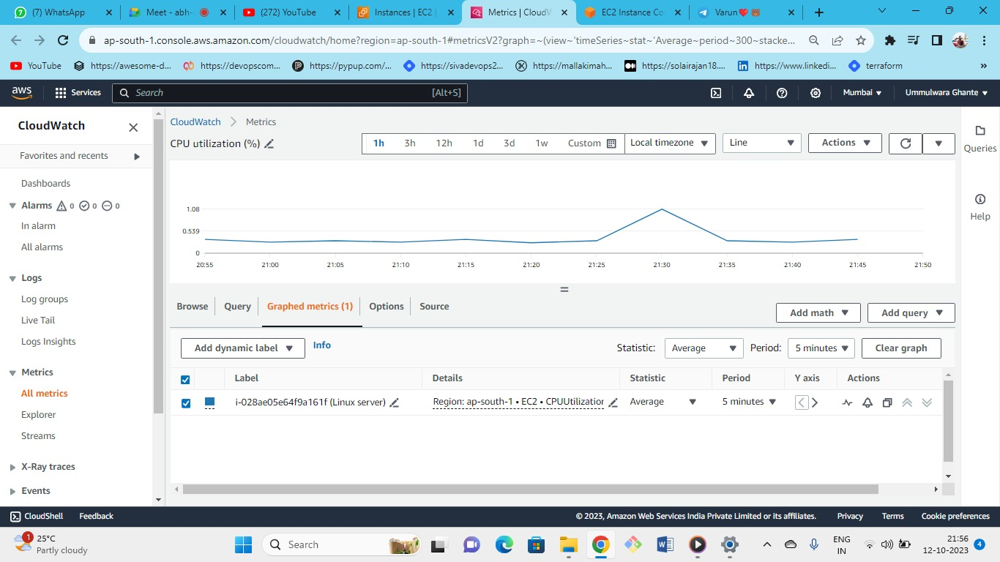 (7) WhatsApp
Meet - abh-
(272) YouTube
Instances | EC2 |
Metrics | CloudW
EC2 Instance Co
Varun❤️🐻
ap-south-1.console.aws.amazon.com/cloudwatch/home?region=ap-south-1#metricsV2?graph=~(view~'timeSeries~stat~'Average~period~300~stacke...
YouTube
https://awesome-d...
https://devopscom...
https://pypup.com/...
https://sivadevops2...
https://mallakimah...
https://solairajan18....
https://www.linkedi...
terraform
»
aws
Services
Search
[Alt+S]
Mumbai
Ummulwara Ghante
CloudWatch
Favorites and recents
Dashboards
Alarms 0 0 0
In alarm
All alarms
Logs
Log groups
Live Tail
Logs Insights
Metrics
All metrics
Explorer
Streams
X-Ray traces
Events
CloudWatch
Metrics
CPU utilization (%)
1h
3h
12h
1d
3d
1w
Custom
Local timezone
Line
Actions
Queries
Help
1.08
0.539
0
20:55
21:00
21:05
21:10
21:15
21:20
21:25
21:30
21:35
21:40
21:45
21:50
Browse
Query
Graphed metrics (1)
Options
Source
Add math
Add query
Add dynamic label
Info
Statistic:
Average
Period:
5 minutes
Clear graph
Label
Details
Statistic
Period
Y axis
Actions
i-028ae05e64f9a161f (Linux server)
Region: ap-south-1 • EC2 • CPUUtilization
Average
5 minutes
CloudShell
Feedback
© 2023, Amazon Web Services India Private Limited or its affiliates.
Privacy
Terms
Cookie preferences
1
25°C
Partly cloudy
Search
ENG
IN
21:56
12-10-2023
4